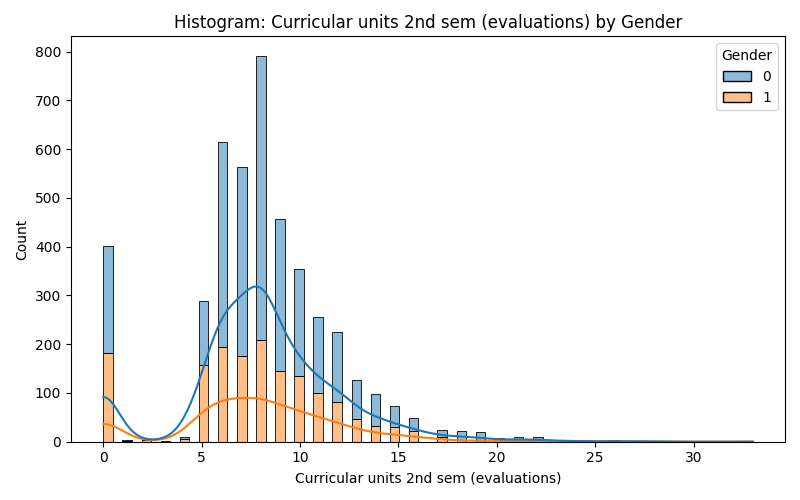 Histogram: Curricular units 2nd sem (evaluations) by Gender
Gender
0
1
Count
800
700
600
500
400
300
200
100
0
0 5 10 15 20 25 30
Curricular units 2nd sem (evaluations)